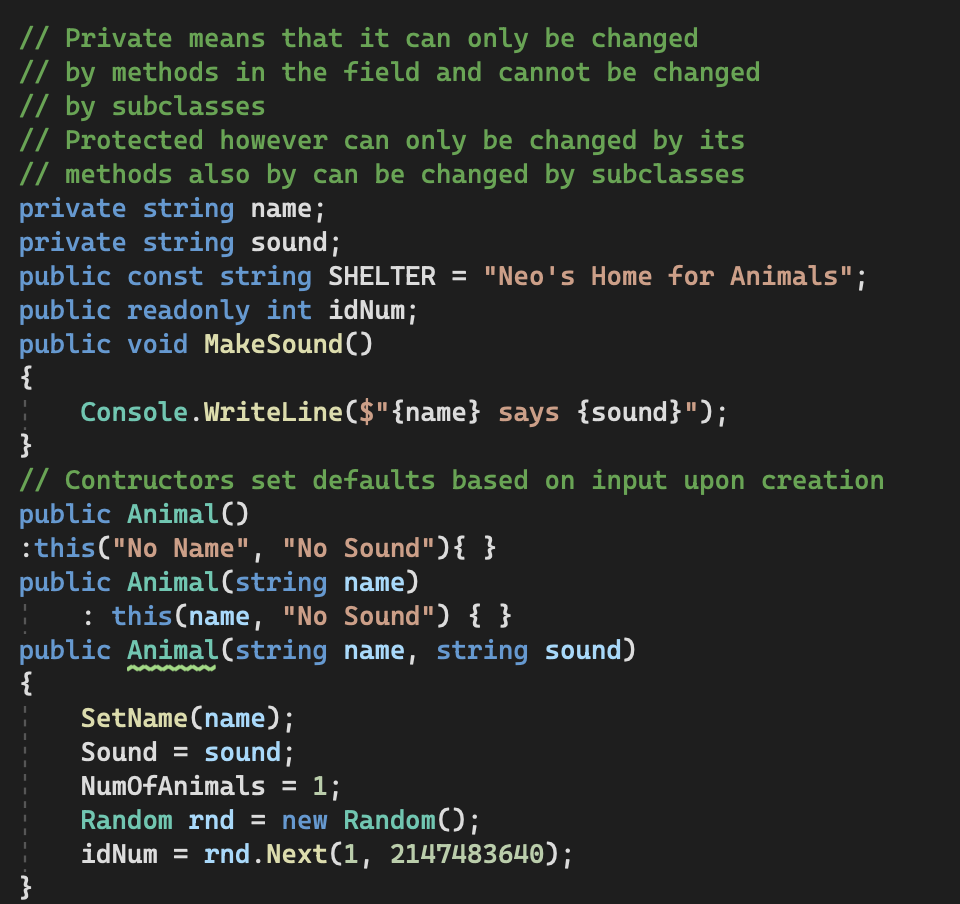 // Private means that it can only be changed
// by methods in the field and cannot be changed
// by subclasses
// Protected however can only be changed by its
// methods also by can be changed by subclasses
private string name;
private string sound;
public const string SHELTER = "Neo's Home for Animals";
public readonly int idNum;
public void MakeSound()
{
    Console.WriteLine($"{name} says {sound}");
}
// Contructors set defaults based on input upon creation
public Animal()
:this("No Name", "No Sound"){ }
public Animal(string name)
    : this(name, "No Sound") { }
public Animal(string name, string sound)
{
    SetName(name);
    Sound = sound;
    NumOfAnimals = 1;
    Random rnd = new Random();
    idNum = rnd.Next(1, 2147483640);
}